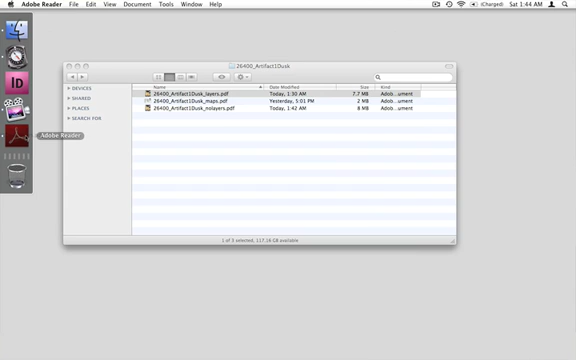 Adobe Reader File Edit View Document Tools Window Help (Charged) Sat 1:44 AM
26400_Artifact1Dusk
Name Date Modified Size Kind
DEVICES
26400_Artifact1Dusk_layers.pdf Today, 1:30 AM 7.7 MB Adob...ument
SHARED
26400_Artifact1Dusk_maps.pdf Yesterday, 5:01 PM 2 MB Adob...ument
PLACES
26400_Artifact1Dusk_nolayers.pdf Today, 1:42 AM 8 MB Adob...ument
SEARCH FOR
Id
Adobe Reader
1 of 3 selected, 117.16 GB available